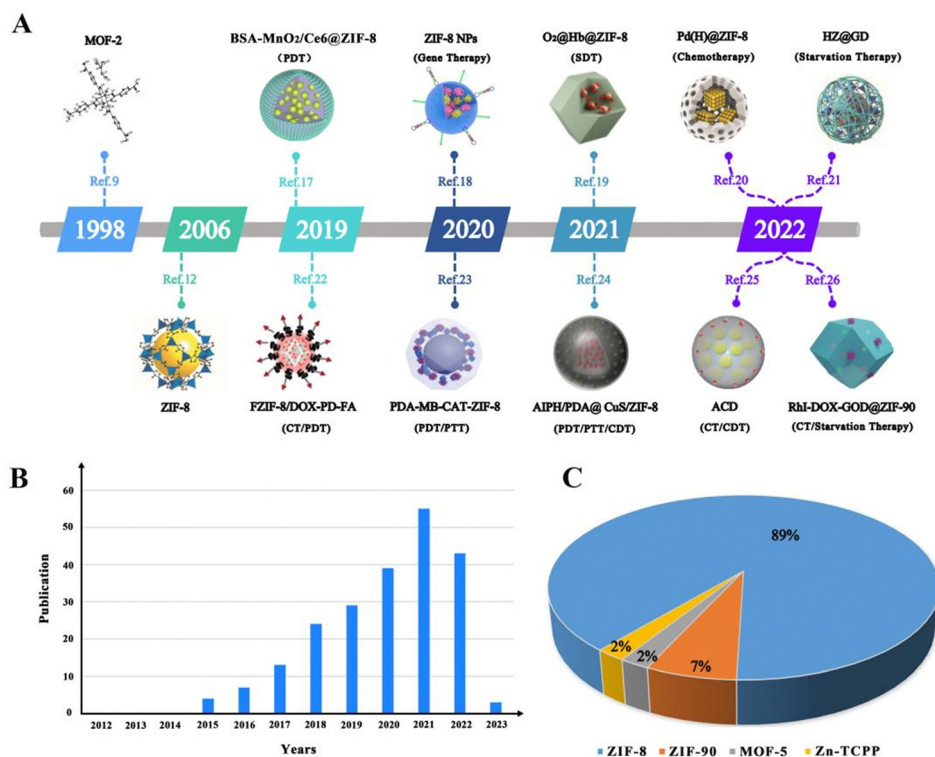 A
MOF-2
BSA-MnO₂/Ce6@ZIF-8
(PDT)
ZIF-8 NPs
(Gene Therapy)
O₂@Hb@ZIF-8
(SDT)
Pd(H)@ZIF-8
(Chemotherapy)
HZ@GD
(Starvation Therapy)
Ref.9
Ref.17
Ref.18
Ref.19
Ref.20
Ref.21
1998
2006
2019
2020
2021
2022
Ref.12
Ref.22
Ref.23
Ref.24
Ref.25
Ref.26
ZIF-8
FZIF-8/DOX-PD-FA
(CT/PDT)
PDA-MB-CAT-ZIF-8
(PDT/PTT)
AIPH/PDA@ CuS/ZIF-8
(PDT/PTT/CDT)
ACD
(CT/CDT)
RhI-DOX-GOD@ZIF-90
(CT/Starvation Therapy)
B
Publication
60
50
40
30
20
10
0
2012 2013 2014 2015 2016 2017 2018 2019 2020 2021 2022 2023
Years
C
89%
2%
2%
7%
ZIF-8 ZIF-90 MOF-5 Zn-TCPP